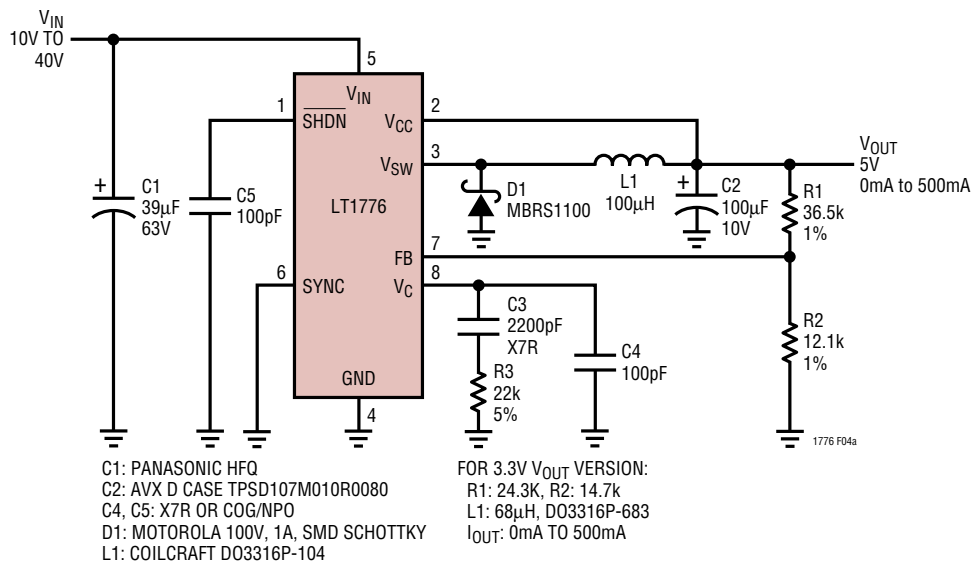 VIN
10V TO
40V
5
VIN
1
SHDN
2
VCC
3
VSW
VOUT
5V
0mA to 500mA
+
C1
39μF
63V
C5
100pF
LT1776
D1
MBRS1100
L1
100μH
+
C2
100μF
10V
R1
36.5k
1%
7
FB
6
SYNC
8
VC
C3
2200pF
X7R
C4
100pF
R2
12.1k
1%
R3
22k
5%
GND
4
1776 F04a
C1: PANASONIC HFQ
C2: AVX D CASE TPSD107M010R0080
C4, C5: X7R OR COG/NPO
D1: MOTOROLA 100V, 1A, SMD SCHOTTKY
L1: COILCRAFT DO3316P-104
FOR 3.3V VOUT VERSION:
R1: 24.3K, R2: 14.7k
L1: 68μH, DO3316P-683
IOUT: 0mA TO 500mA